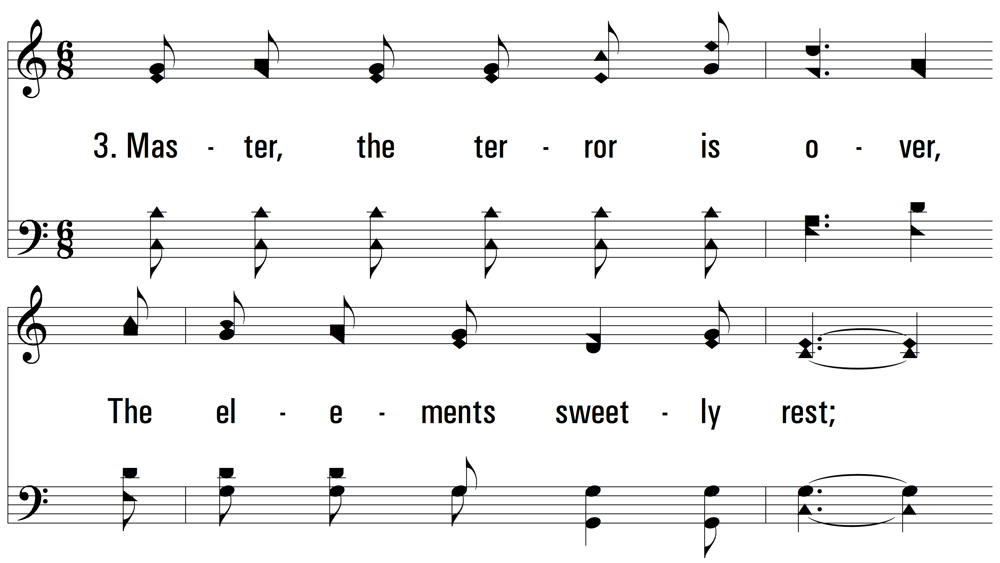 3. Mas - ter, the ter - ror is o - ver,
The el - e - ments sweet - ly rest;